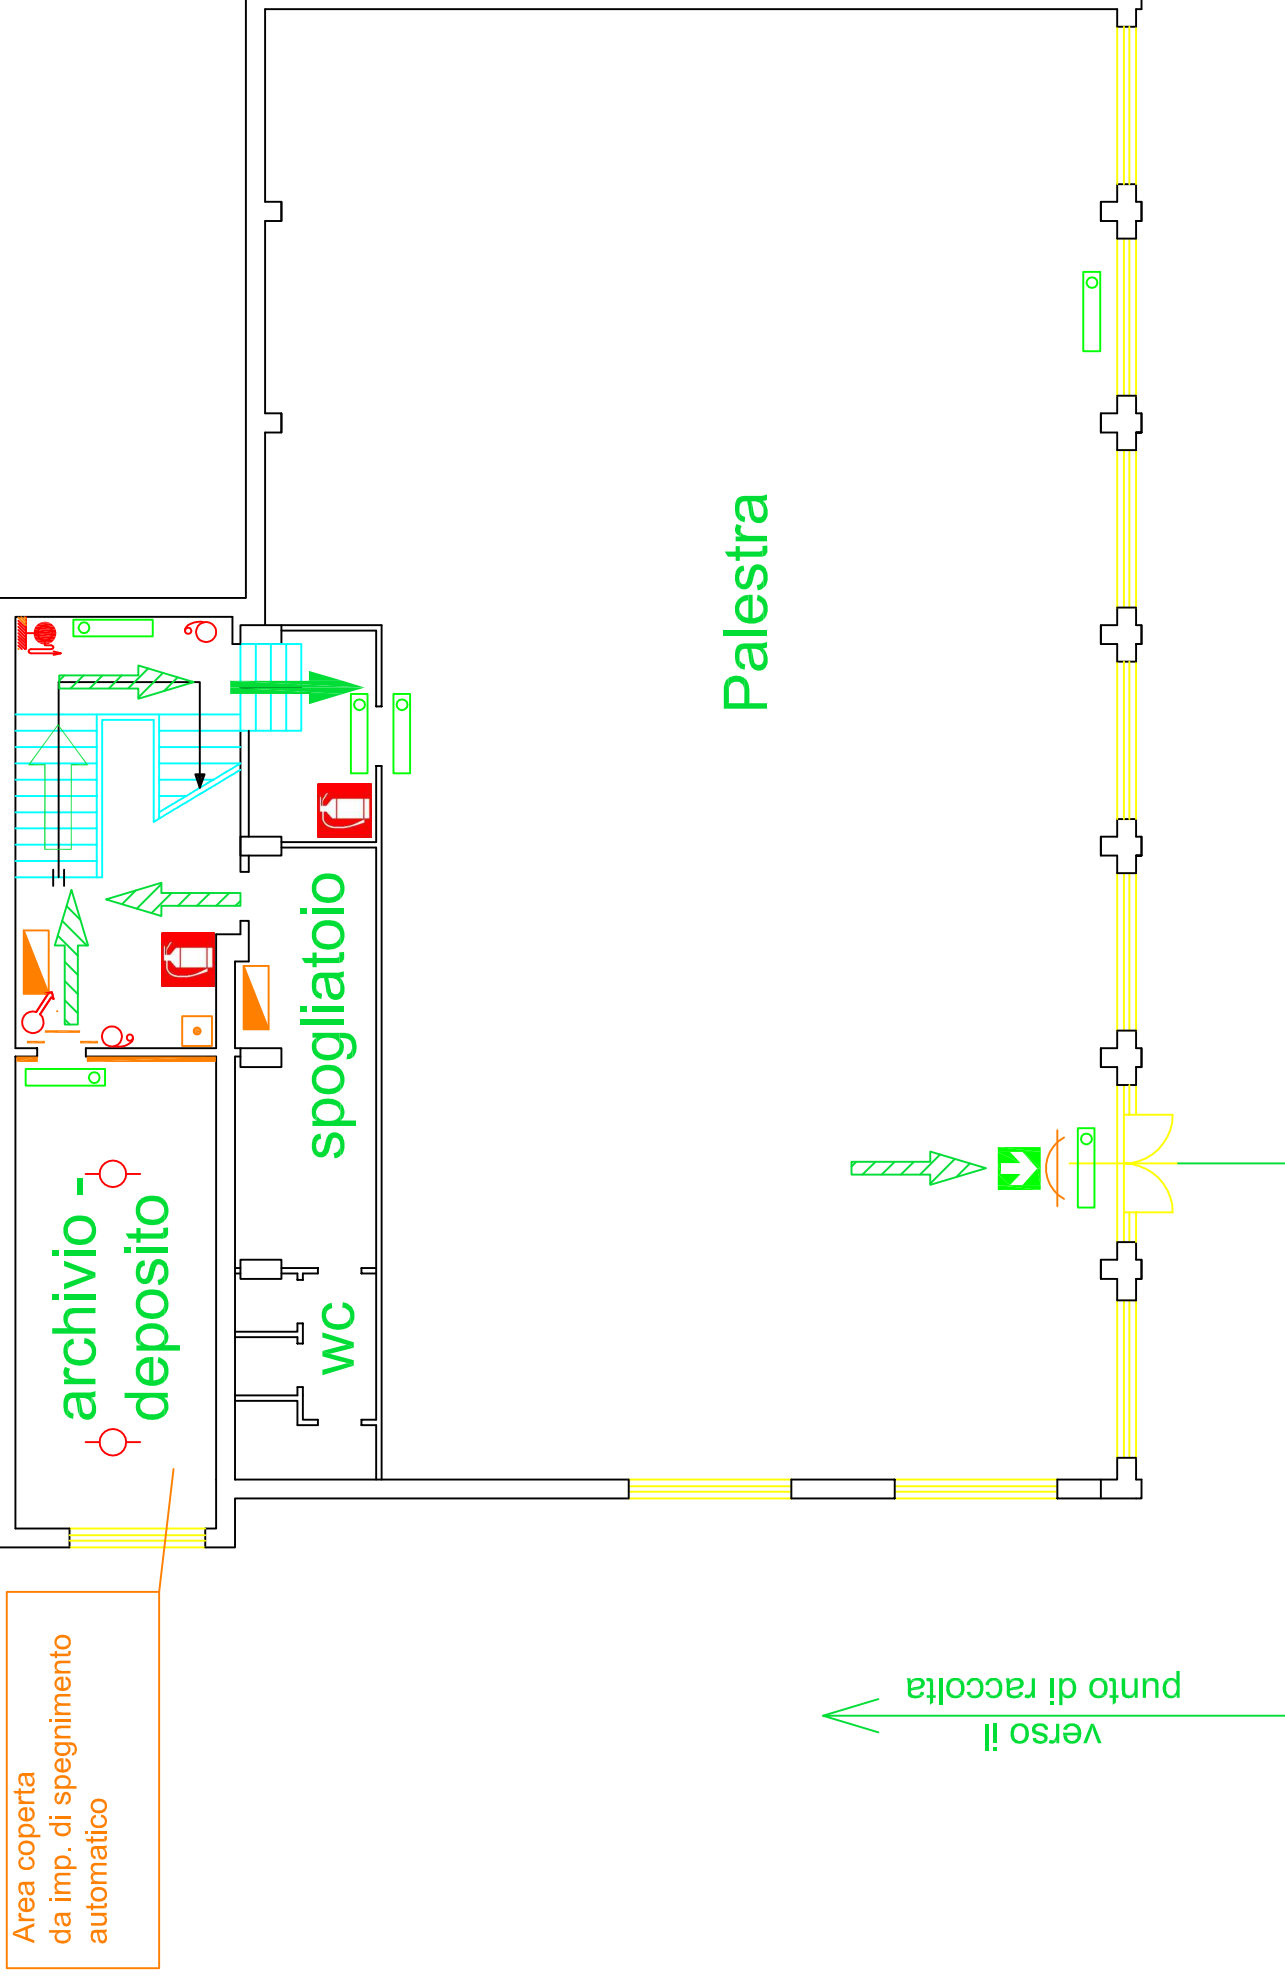 Palestra
spogliatoio
wc
archivio -
deposito
Area coperta
da imp. di spegnimento
automatico
verso il
punto di raccolta